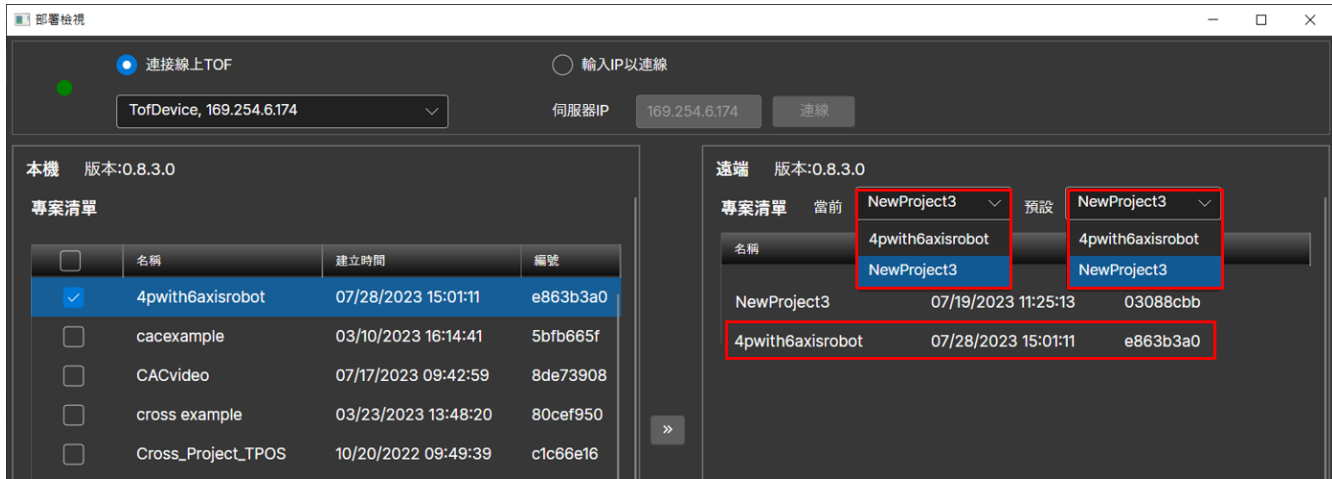 部署檢視
連接線上TOF 輸入IP以連線
TofDevice, 169.254.6.174 伺服器IP 169.254.6.174 連線
本機 版本:0.8.3.0
專案清單
名稱 建立時間 編號
4pwith6axisrobot 07/28/2023 15:01:11 e863b3a0
cacexample 03/10/2023 16:14:41 5bfb665f
CACvideo 07/17/2023 09:42:59 8de73908
cross example 03/23/2023 13:48:20 80cef950
Cross_Project_TPOS 10/20/2022 09:49:39 c1c66e16
»
遠端 版本:0.8.3.0
專案清單 當前 NewProject3 預設 NewProject3
4pwith6axisrobot 4pwith6axisrobot
名稱
NewProject3 NewProject3
NewProject3 07/19/2023 11:25:13 03088cbb
4pwith6axisrobot 07/28/2023 15:01:11 e863b3a0